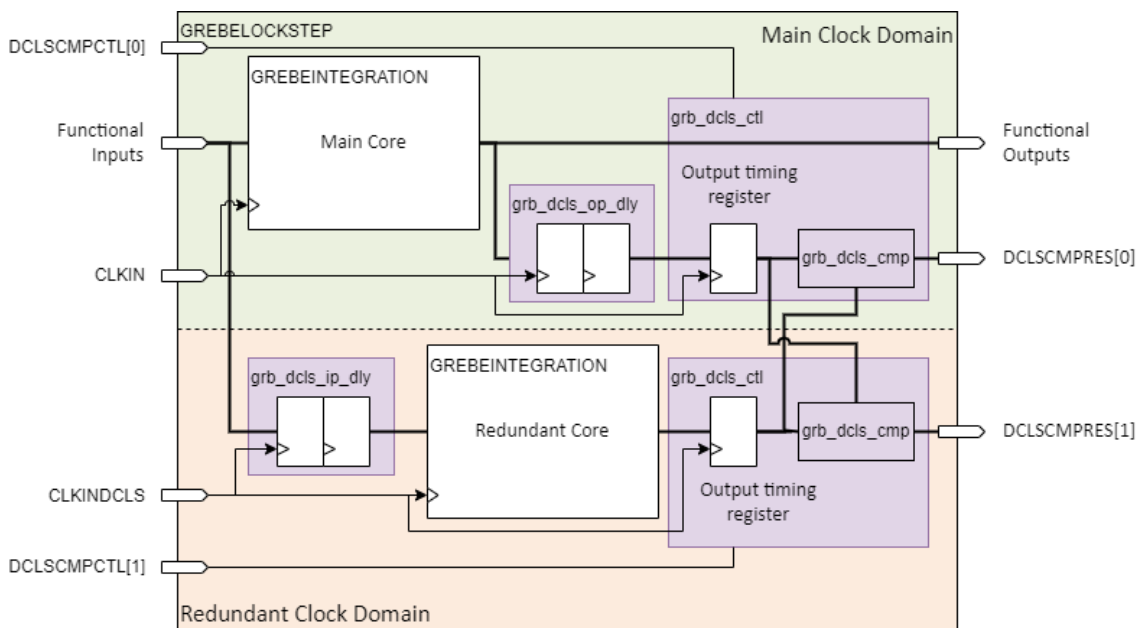 GREBELOCKSTEP
Main Clock Domain
DCLSCMPCTL[0]
GREBEINTEGRATION
Main Core
grb_dcls_ctl
Functional
Inputs
Functional
Outputs
Output timing
register
grb_dcls_op_dly
CLKIN
grb_dcls_cmp
DCLSCMPRES[0]
grb_dcls_ip_dly
GREBEINTEGRATION
Redundant Core
grb_dcls_ctl
grb_dcls_cmp
DCLSCMPRES[1]
CLKINDCLS
Output timing
register
DCLSCMPCTL[1]
Redundant Clock Domain